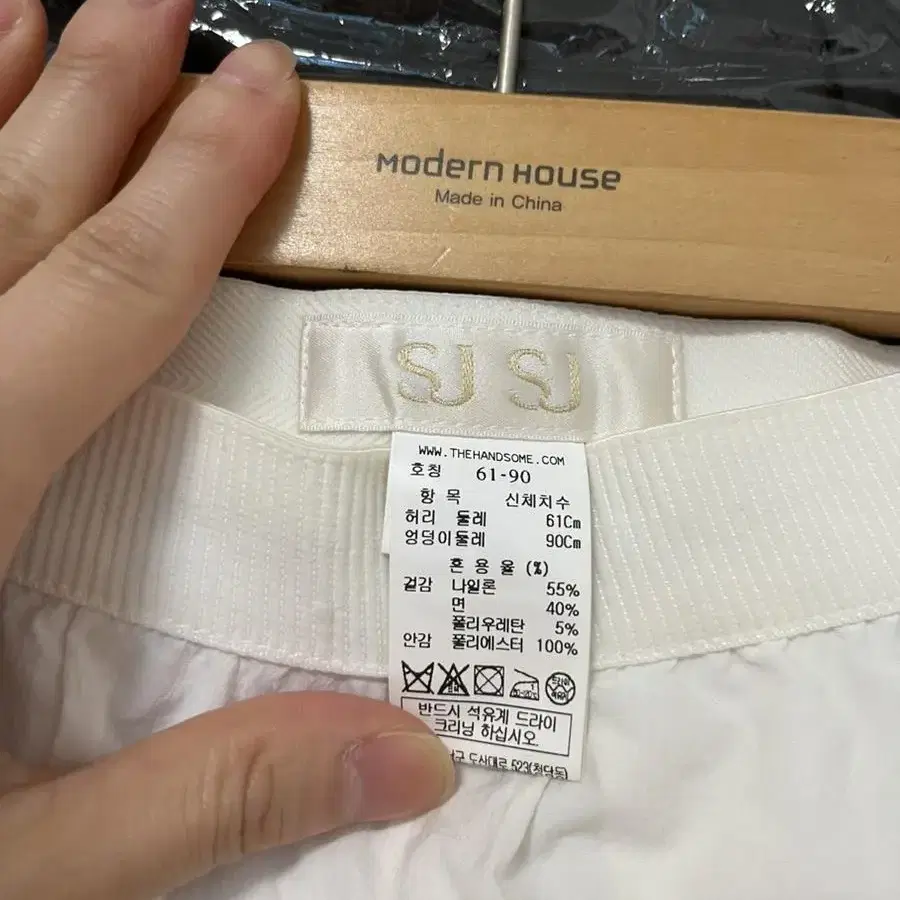 Modern House
Made in China
SJ SJ
WWW.THEHANDSOME.COM
호칭 61-90
항 목 신체치수
허리 둘레 61Cm
엉덩이둘레 90Cm
혼 용 율 (%)
겉감 나일론 55%
면 40%
폴리우레탄 5%
안감 폴리에스터 100%
반드시 석유계 드라이
크리닝 하십시오
도산대로 523(청담동)